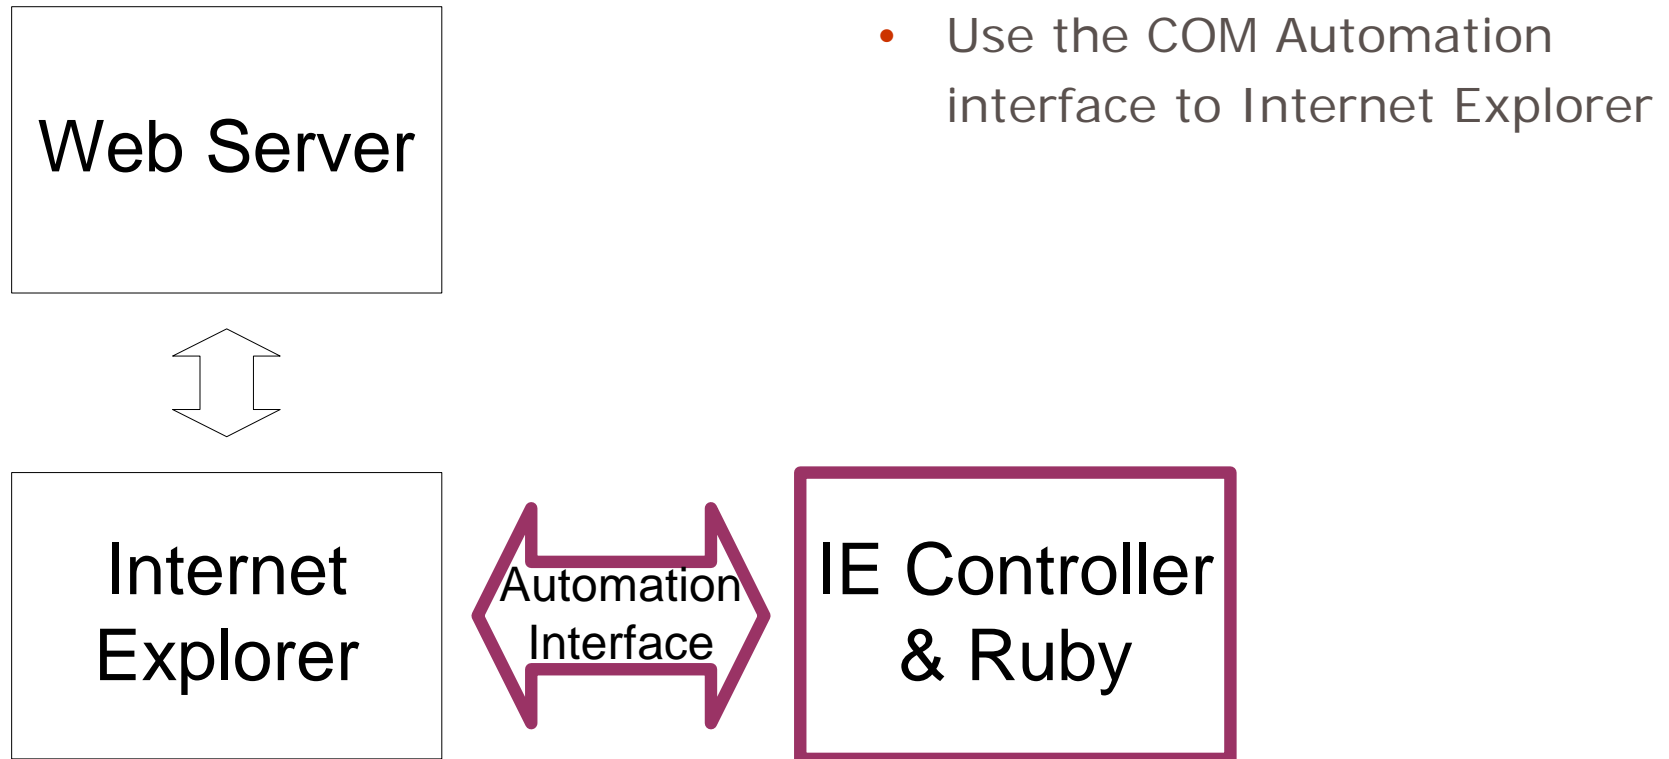 Web Server
• Use the COM Automation
interface to Internet Explorer
Internet
Explorer
Automation
Interface
IE Controller
& Ruby